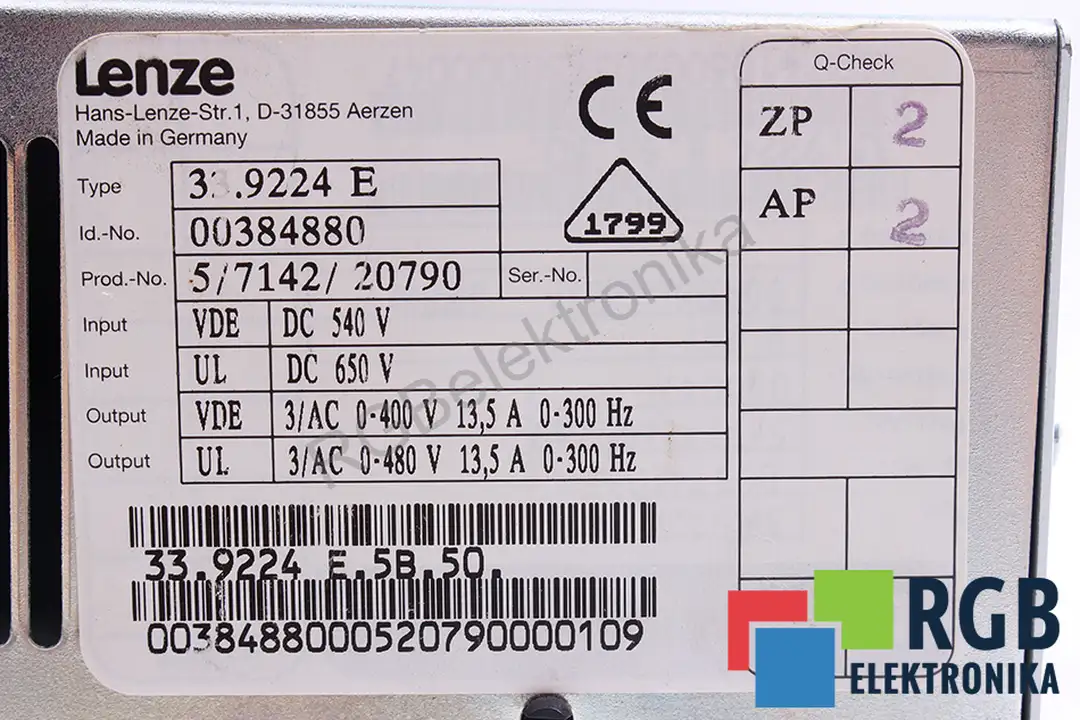 Lenze
Hans-Lenze-Str.1, D-31855 Aerzen
Made in Germany
Q-Check
ZP 2
AP 2
CE
1799
Type 33.9224 E
Id.-No. 00384880
Prod.-No. 5/7142/ 20790 Ser.-No.
Input VDE DC 540 V
Input UL DC 650 V
Output VDE 3/AC 0-400 V 13,5 A 0-300 Hz
Output UL 3/AC 0-480 V 13,5 A 0-300 Hz
33.9224 E.5B.50.
0038488000520790000109
RGBelektronika
RGB
ELEKTRONIKA